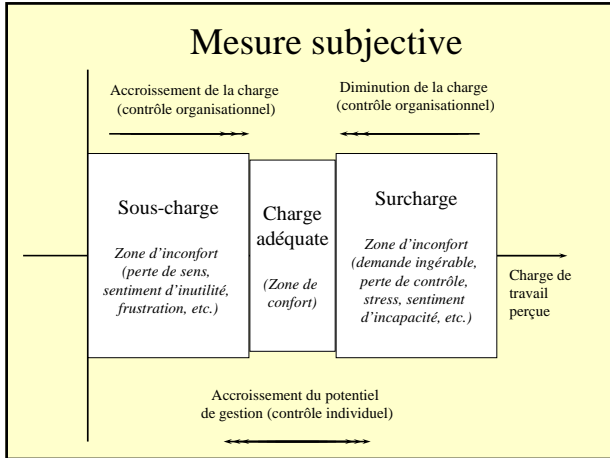 Mesure subjective
Accroissement de la charge
(contrôle organisationnel)
Diminution de la charge
(contrôle organisationnel)
Sous-charge
Zone d'inconfort
(perte de sens,
sentiment d'inutilité,
frustration, etc.)
Charge
adéquate
(Zone de
confort)
Surcharge
Zone d'inconfort
(demande ingérable,
perte de contrôle,
stress, sentiment
d'incapacité, etc.)
Charge de
travail
perçue
Accroissement du potentiel
de gestion (contrôle individuel)